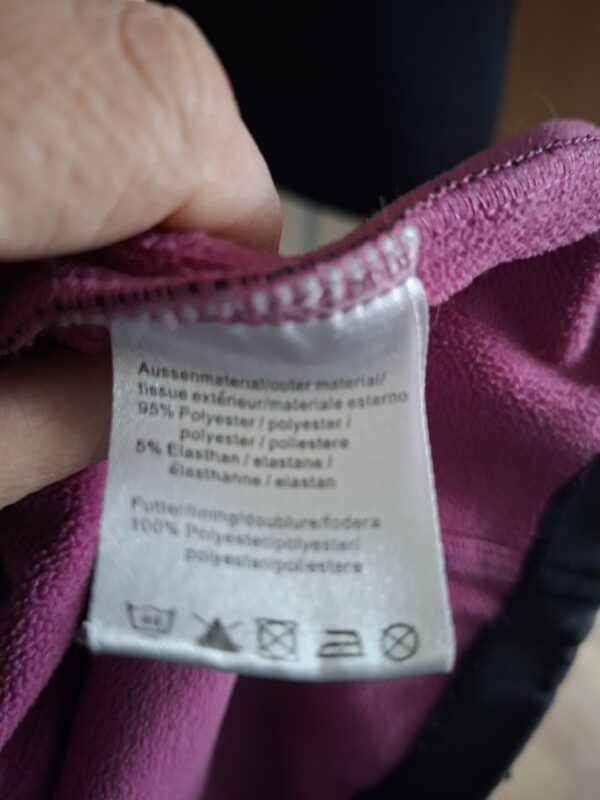 Aussenmaterial/outer material/
tissue extérieur/materiale esterno
95% Polyester / polyester /
polyester / poliestere
5% Elasthan / elastane /
élasthanne / elastan
Futter/lining/doublure/fodera
100% Polyester/polyester/
polyester/poliestere